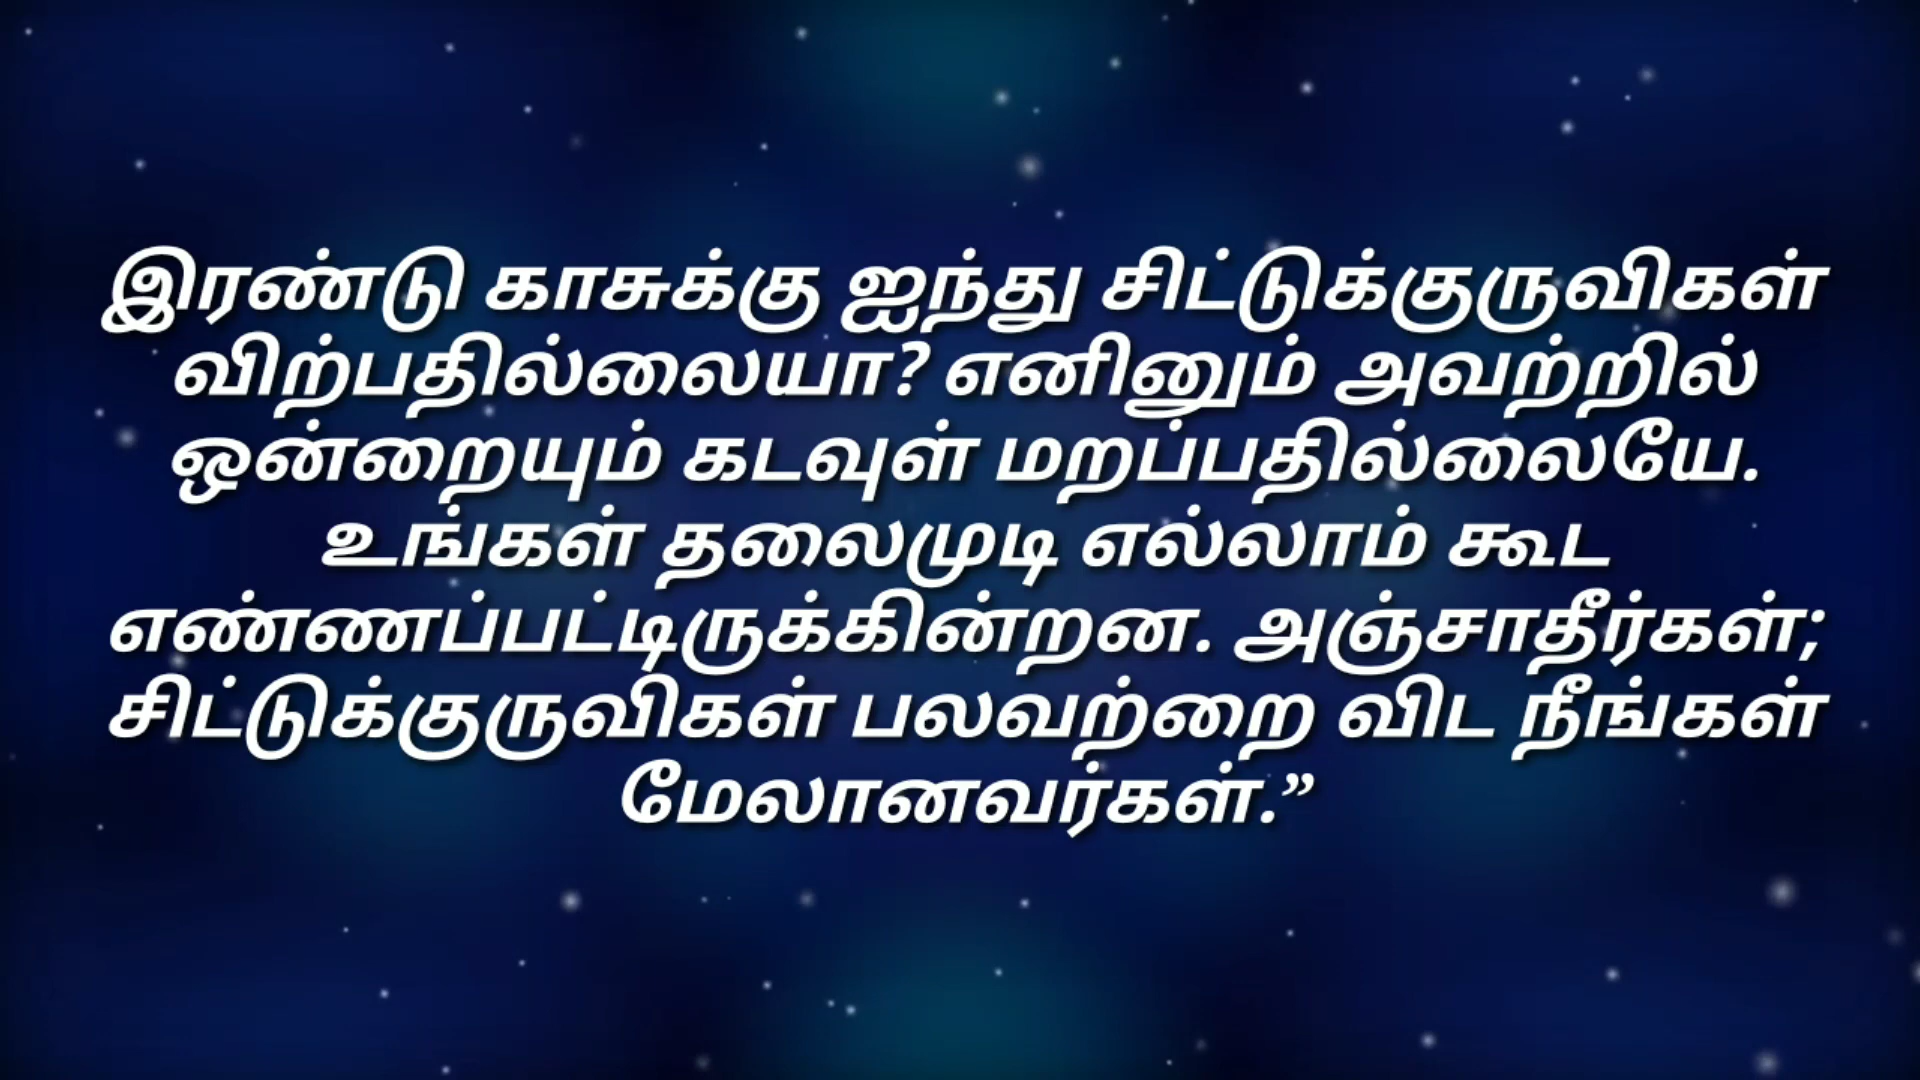 இரண்டு காசுக்கு ஐந்து சிட்டுக்குருவிகள்
விற்பதில்லையா? எனினும் அவற்றில்
ஒன்றையும் கடவுள் மறப்பதில்லையே.
உங்கள் தலைமுடி எல்லாம் கூட
எண்ணப்பட்டிருக்கின்றன. அஞ்சாதீர்கள்;
சிட்டுக்குருவிகள் பலவற்றை விட நீங்கள்
மேலானவர்கள்.”